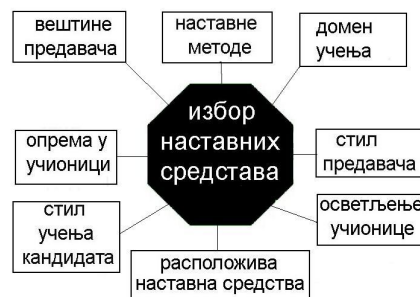 вештине
предавача
наставне
методе
домен
учења
избор
наставних
средстава
опрема у
учионици
стил
предавача
стил
учења
кандидата
осветљење
учионице
расположива
наставна средства